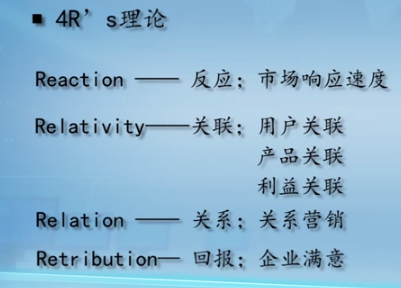 ■ 4R's理论
Reaction —— 反应；市场响应速度
Relativity——关联；用户关联
产品关联
利益关联
Relation —— 关系；关系营销
Retribution— 回报；企业满意